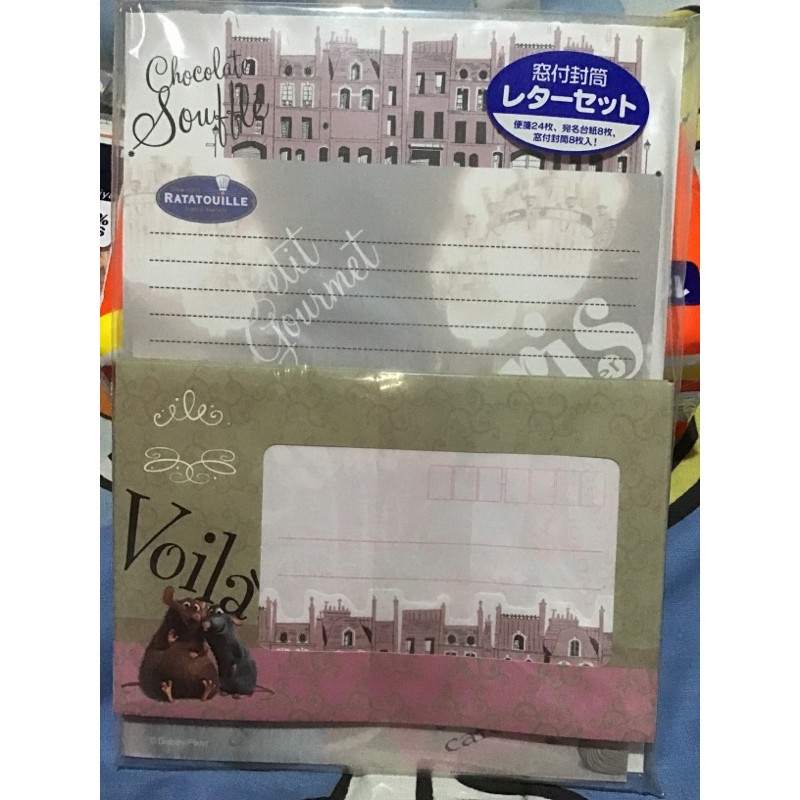 Chocolate
Soufflé
窓付封筒
レターセット
便箋24枚、宛名台紙8枚、
窓付封筒8枚入!
RATATOUILLE
Petit
Gourmet
Voilà
© Disney/Pixar